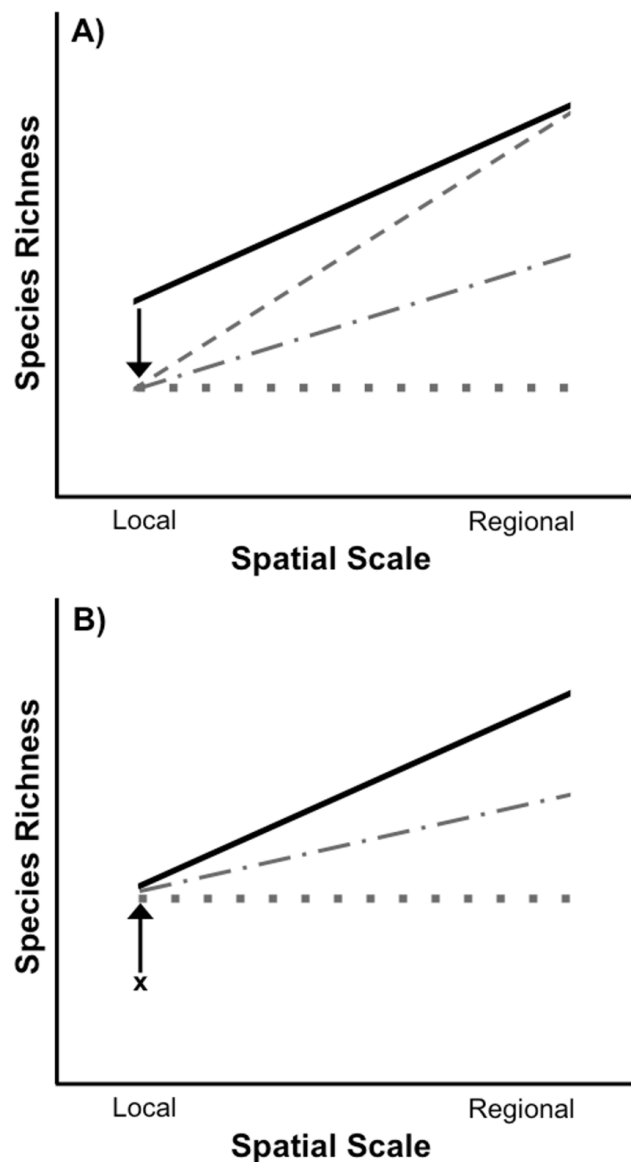 A)
Species Richness
Local
Regional
Spatial Scale
B)
Species Richness
x
Local
Regional
Spatial Scale